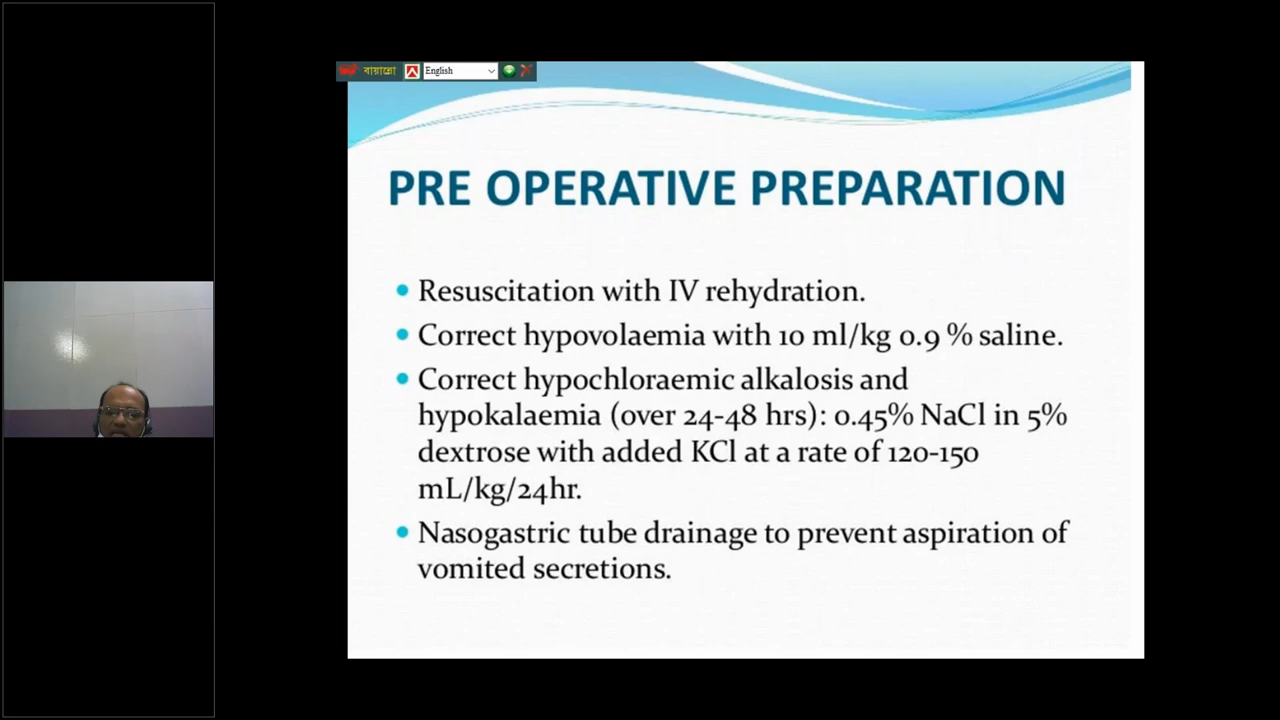 বায়ান্নো English
PRE OPERATIVE PREPARATION
• Resuscitation with IV rehydration.
• Correct hypovolaemia with 10 ml/kg 0.9 % saline.
• Correct hypochloraemic alkalosis and
hypokalaemia (over 24-48 hrs): 0.45% NaCl in 5%
dextrose with added KCl at a rate of 120-150
mL/kg/24hr.
• Nasogastric tube drainage to prevent aspiration of
vomited secretions.